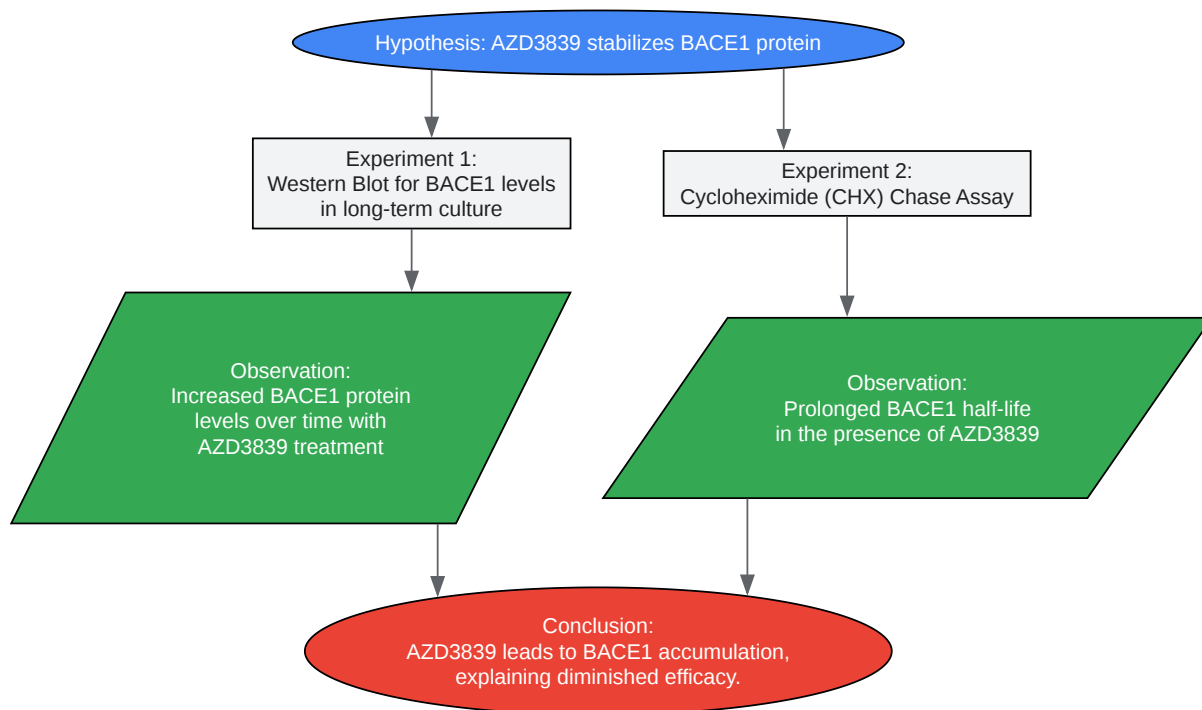 Hypothesis: AZD3839 stabilizes BACE1 protein
Experiment 1:
Western Blot for BACE1 levels
in long-term culture
Experiment 2:
Cycloheximide (CHX) Chase Assay
Observation:
Increased BACE1 protein
levels over time with
AZD3839 treatment
Observation:
Prolonged BACE1 half-life
in the presence of AZD3839
Conclusion:
AZD3839 leads to BACE1 accumulation,
explaining diminished efficacy.